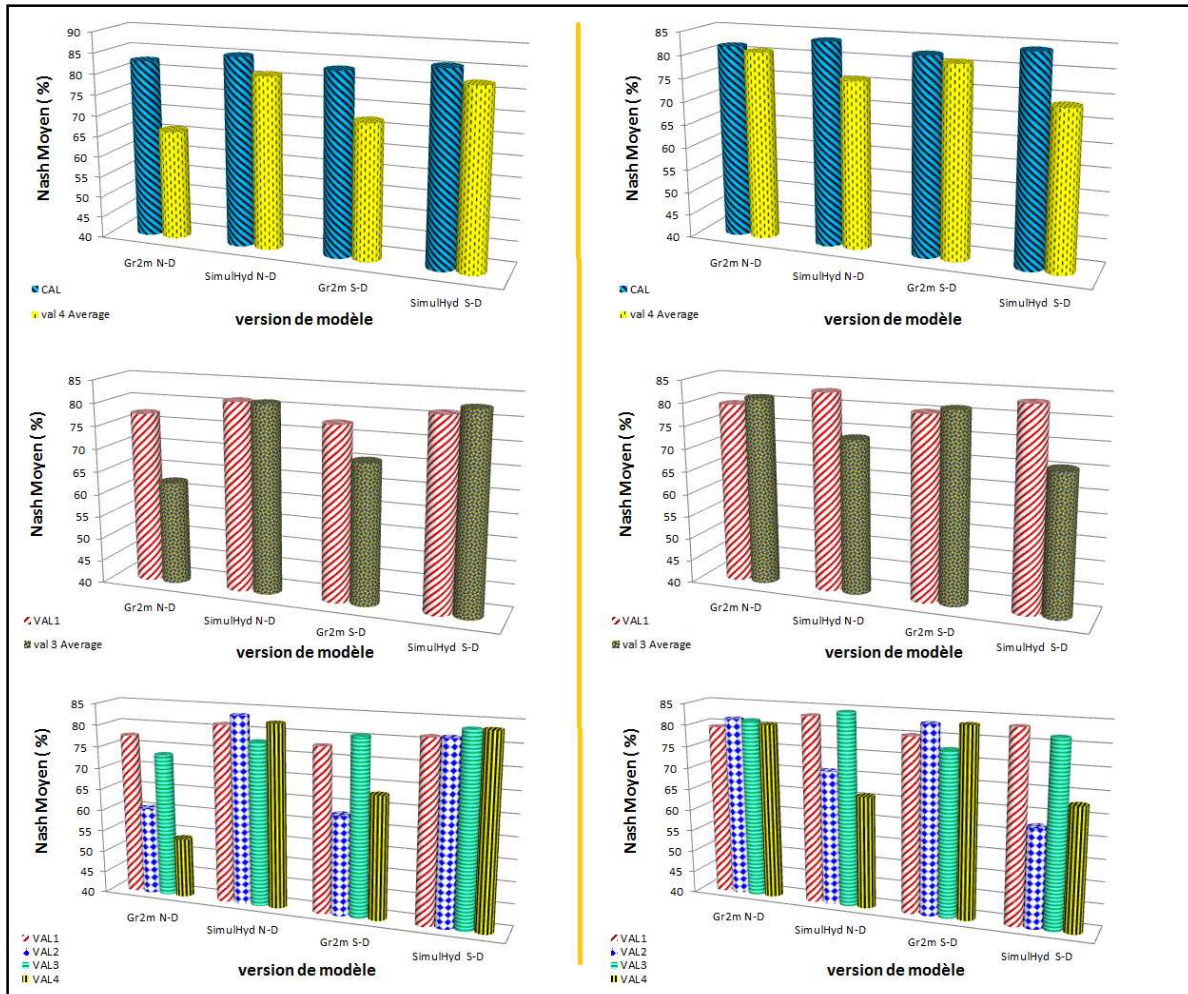 Nash Moyen ( %)
90
85
80
75
70
65
60
55
50
45
40
Gr2m N-D
SimulHyd N-D
Gr2m S-D
SimulHyd S-D
CAL
val 4 Average
version de modèle
Nash Moyen ( %)
85
80
75
70
65
60
55
50
45
40
Gr2m N-D
SimulHyd N-D
Gr2m S-D
SimulHyd S-D
CAL
val 4 Average
version de modèle
Nash Moyen ( %)
85
80
75
70
65
60
55
50
45
40
Gr2m N-D
SimulHyd N-D
Gr2m S-D
SimulHyd S-D
VAL1
val 3 Average
version de modèle
Nash Moyen ( %)
85
80
75
70
65
60
55
50
45
40
Gr2m N-D
SimulHyd N-D
Gr2m S-D
SimulHyd S-D
VAL1
val 3 Average
version de modèle
Nash Moyen ( %)
85
80
75
70
65
60
55
50
45
40
Gr2m N-D
SimulHyd N-D
Gr2m S-D
SimulHyd S-D
VAL1
VAL2
VAL3
VAL4
version de modèle
Nash Moyen ( %)
85
80
75
70
65
60
55
50
45
40
Gr2m N-D
SimulHyd N-D
Gr2m S-D
SimulHyd S-D
VAL1
VAL2
VAL3
VAL4
version de modèle